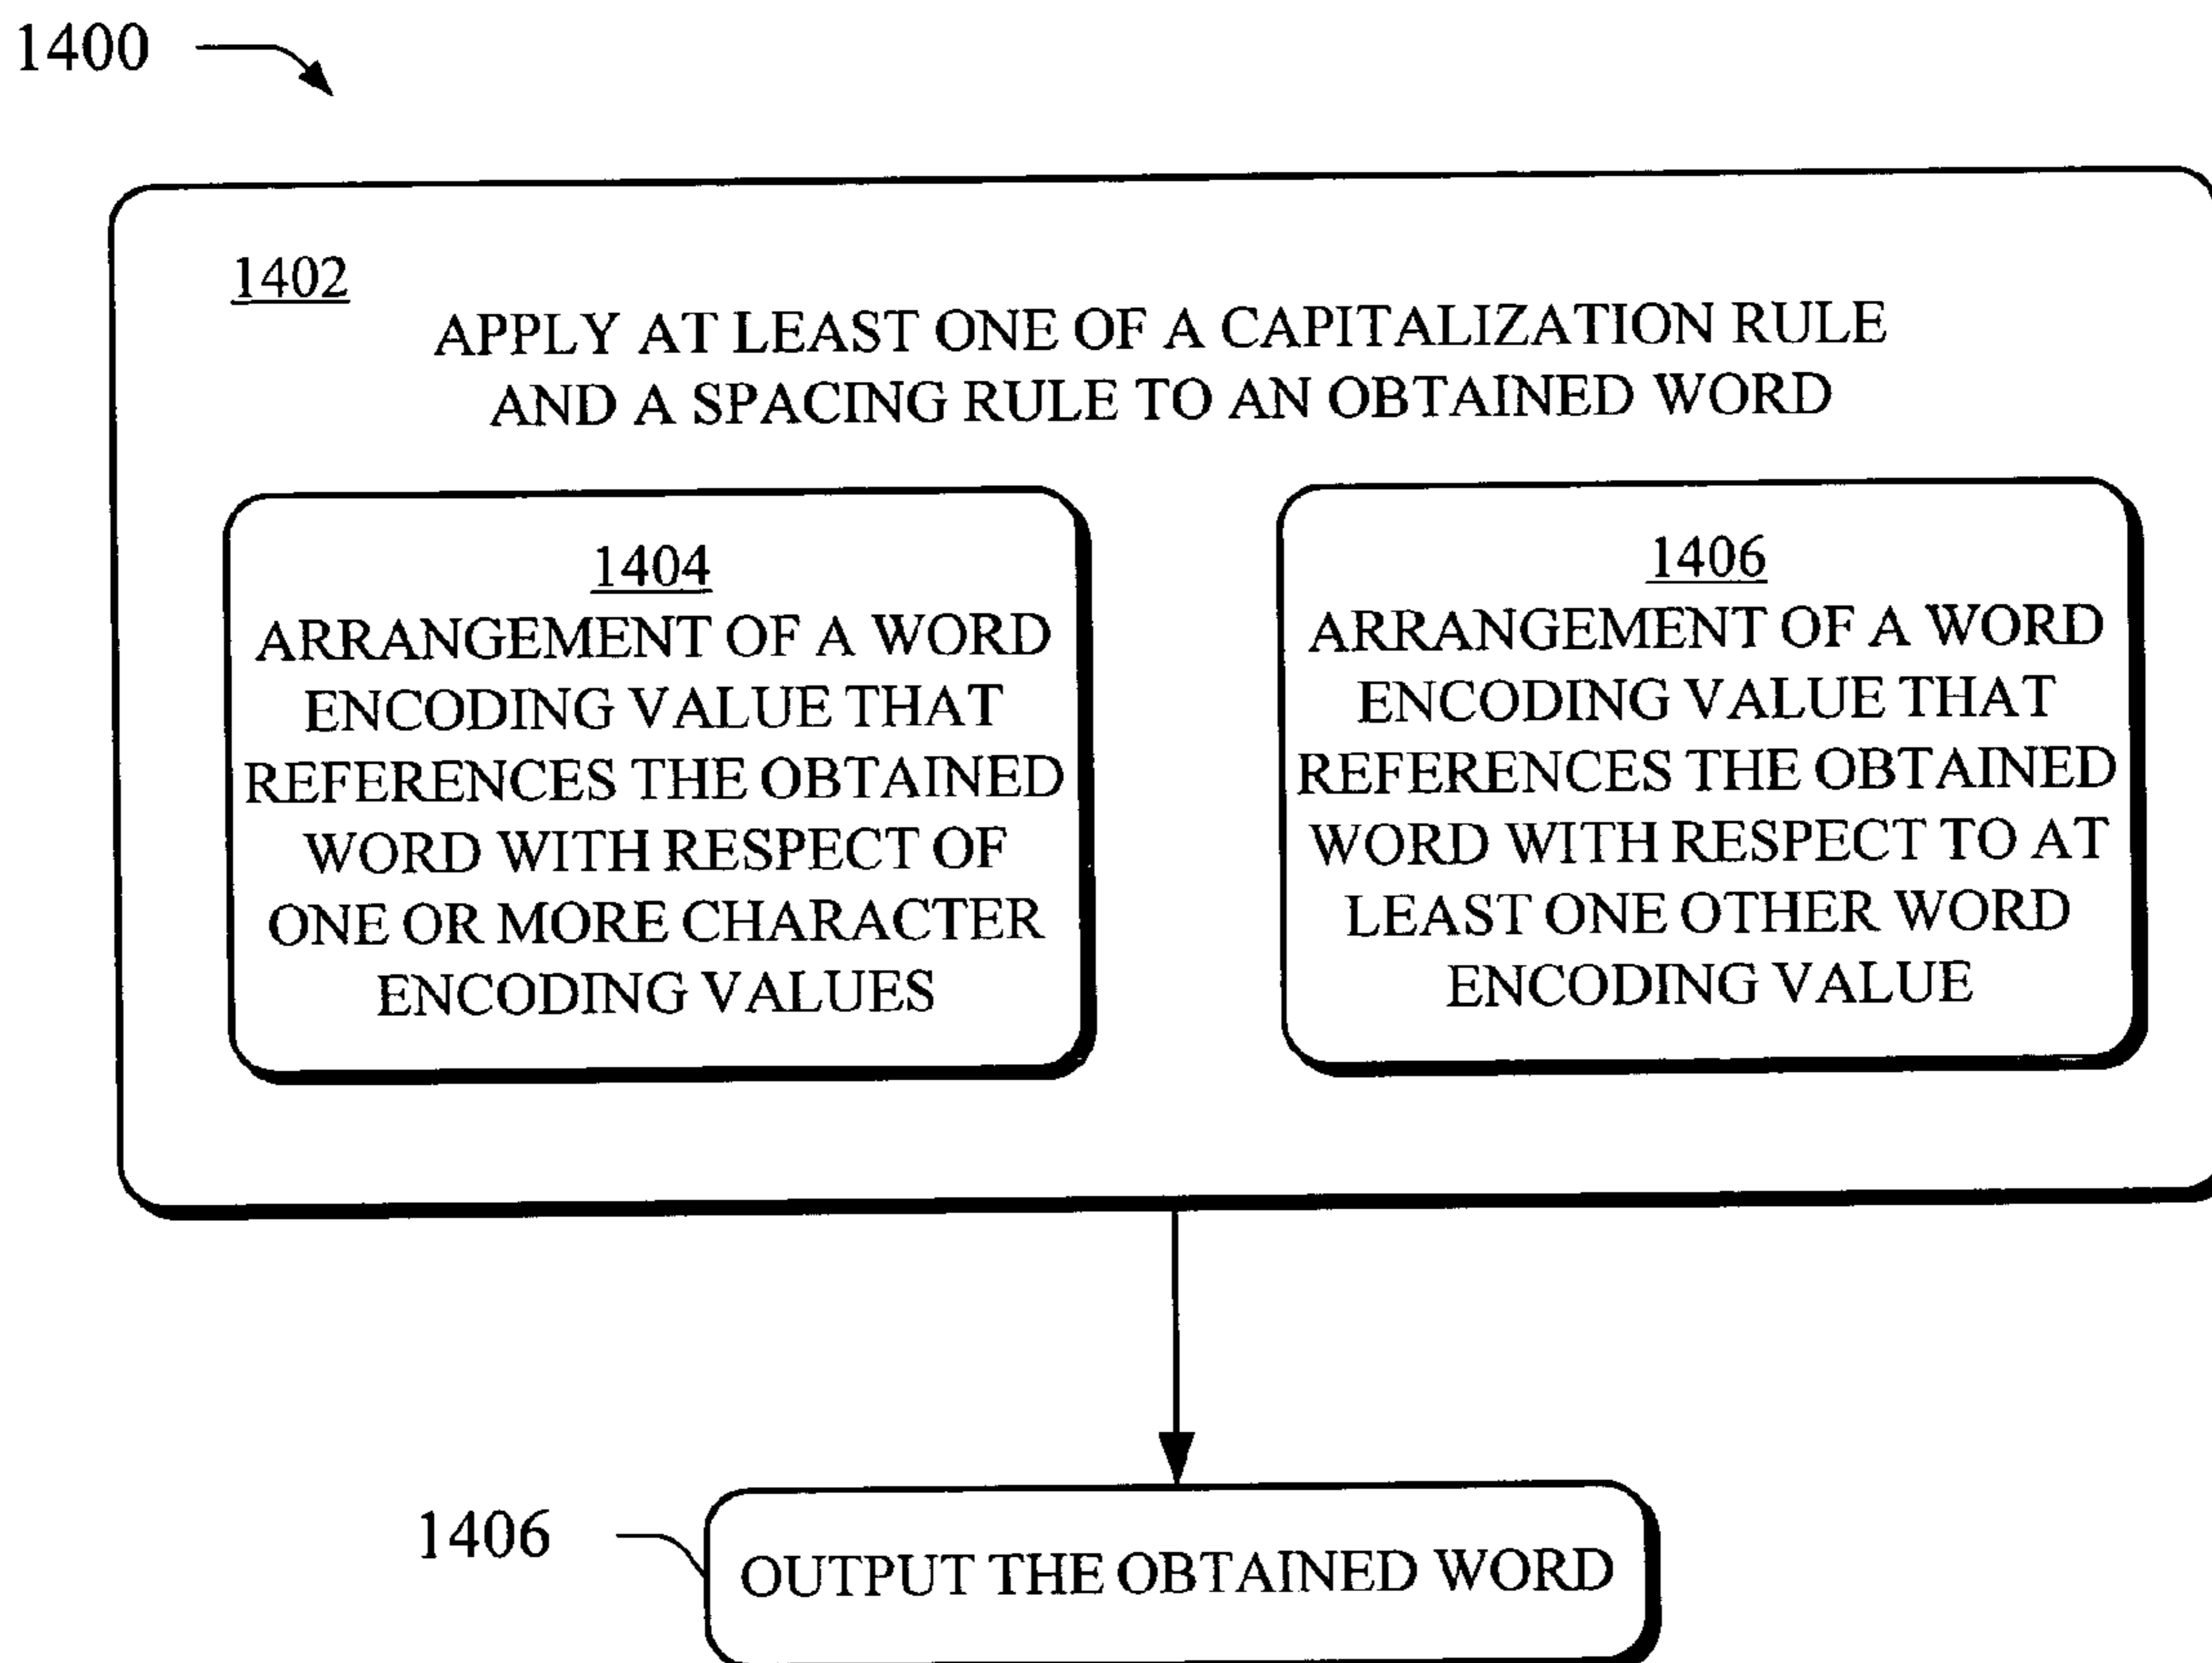 1400
1402
APPLY AT LEAST ONE OF A CAPITALIZATION RULE
AND A SPACING RULE TO AN OBTAINED WORD
1404
ARRANGEMENT OF A WORD
ENCODING VALUE THAT
REFERENCES THE OBTAINED
WORD WITH RESPECT OF
ONE OR MORE CHARACTER
ENCODING VALUES
1406
ARRANGEMENT OF A WORD
ENCODING VALUE THAT
REFERENCES THE OBTAINED
WORD WITH RESPECT TO AT
LEAST ONE OTHER WORD
ENCODING VALUE
1406
OUTPUT THE OBTAINED WORD